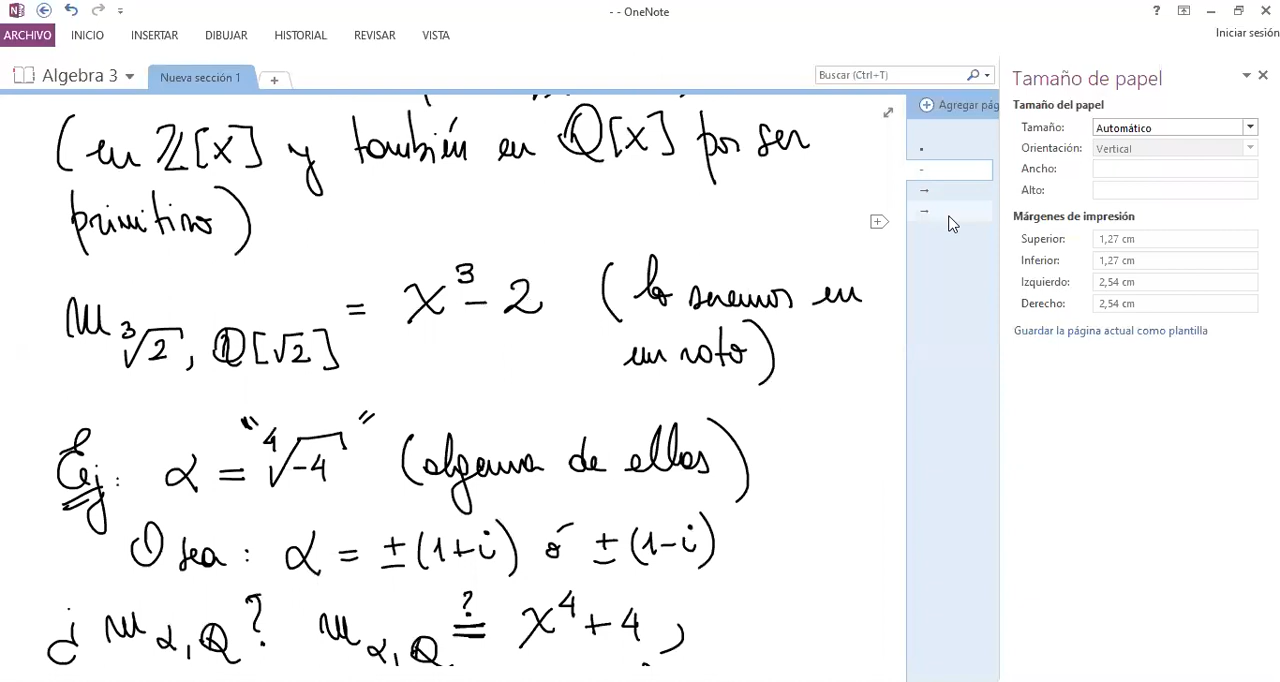 - - OneNote
Iniciar sesión
ARCHIVO INICIO INSERTAR DIBUJAR HISTORIAL REVISAR VISTA
Algebra 3
Nueva sección 1
Buscar (Ctrl+T)
Agregar pág
(en ℤ[X] y también en ℚ[X] por ser
primitivo)
m_{∛2, ℚ[√2]} = X³ - 2 (lo veremos en
un rato)
Ej: α = "⁴√-4" (alguna de ellas)
O sea: α = ±(1+i) ó ±(1-i)
¿ m_{α,ℚ} ? m_{α,ℚ} =^? X⁴ + 4
Tamaño de papel
Tamaño del papel
Tamaño: Automático
Orientación: Vertical
Ancho:
Alto:
Márgenes de impresión
Superior: 1,27 cm
Inferior: 1,27 cm
Izquierdo: 2,54 cm
Derecho: 2,54 cm
Guardar la página actual como plantilla